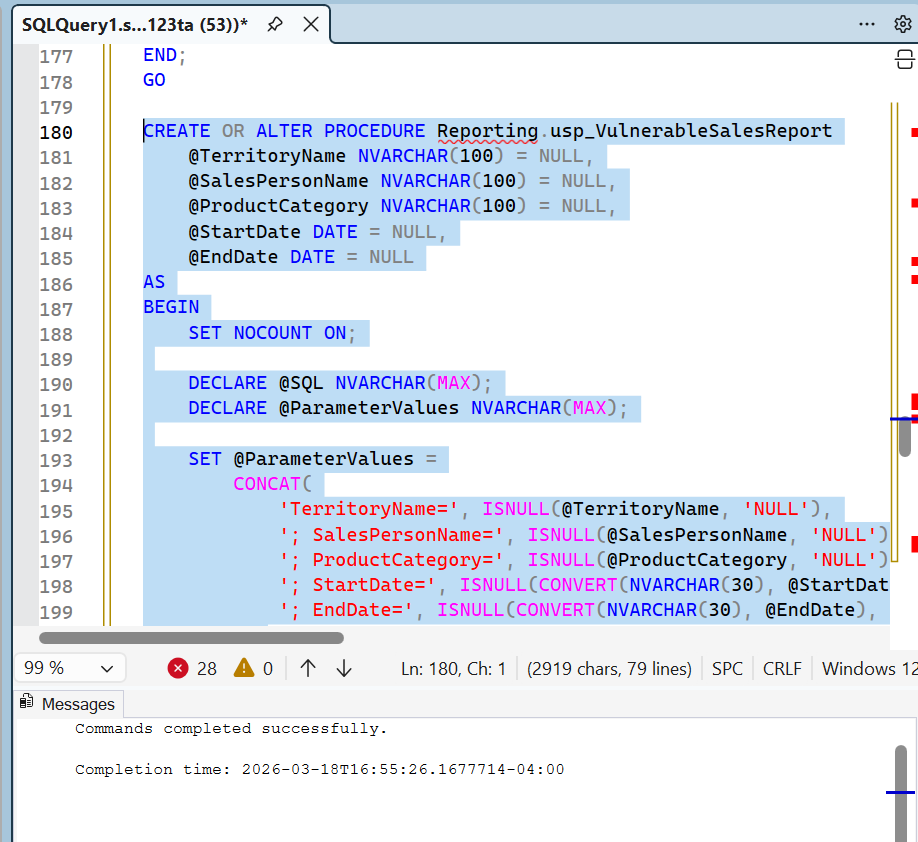 SQLQuery1.s...123ta (53))*
177 END;
178 GO
179
180 CREATE OR ALTER PROCEDURE Reporting.usp_VulnerableSalesReport
181 @TerritoryName NVARCHAR(100) = NULL,
182 @SalesPersonName NVARCHAR(100) = NULL,
183 @ProductCategory NVARCHAR(100) = NULL,
184 @StartDate DATE = NULL,
185 @EndDate DATE = NULL
186 AS
187 BEGIN
188 SET NOCOUNT ON;
189
190 DECLARE @SQL NVARCHAR(MAX);
191 DECLARE @ParameterValues NVARCHAR(MAX);
192
193 SET @ParameterValues =
194 CONCAT(
195 'TerritoryName=', ISNULL(@TerritoryName, 'NULL'),
196 '; SalesPersonName=', ISNULL(@SalesPersonName, 'NULL')
197 '; ProductCategory=', ISNULL(@ProductCategory, 'NULL')
198 '; StartDate=', ISNULL(CONVERT(NVARCHAR(30), @StartDat
199 '; EndDate=', ISNULL(CONVERT(NVARCHAR(30), @EndDate),
99 % 28 0 Ln: 180, Ch: 1 (2919 chars, 79 lines) SPC CRLF Windows 12
Messages
Commands completed successfully.
Completion time: 2026-03-18T16:55:26.1677714-04:00